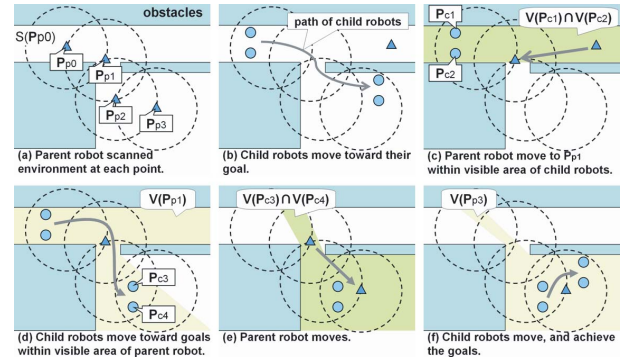 obstacles
S(Pp0)
Pp0
Pp1
Pp2
Pp3
(a) Parent robot scanned
environment at each point.
path of child robots
(b) Child robots move toward their
goal.
Pc1
V(Pc1)∩V(Pc2)
Pc2
(c) Parent robot move to Pp1
within visible area of child robots.
V(Pp1)
Pc3
Pc4
(d) Child robots move toward goals
within visible area of parent robot.
V(Pc3)∩V(Pc4)
(e) Parent robot moves.
V(Pp3)
(f) Child robots move, and achieve
the goals.